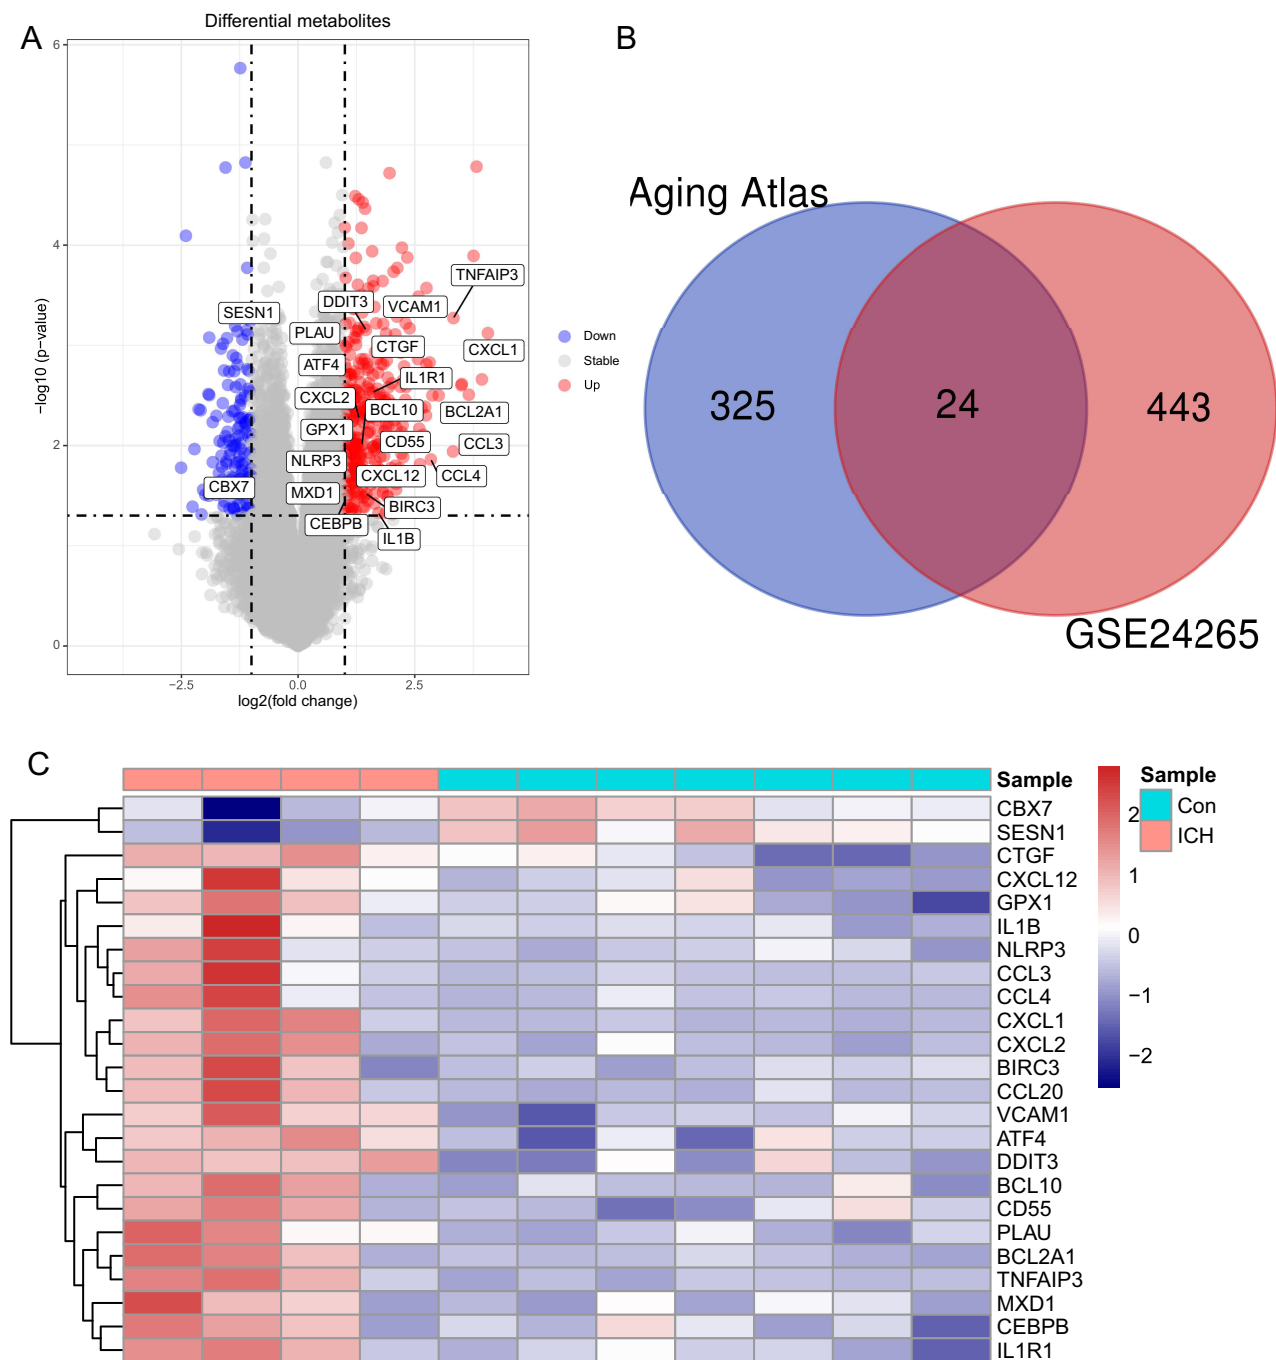 A
Differential metabolites
6
4
2
0
−log10 (p−value)
−2.5
0.0
2.5
log2(fold change)
TNFAIP3
DDIT3
VCAM1
SESN1
PLAU
CTGF
CXCL1
ATF4
IL1R1
CXCL2
BCL10
BCL2A1
GPX1
CD55
CCL3
NLRP3
CXCL12
CCL4
CBX7
MXD1
BIRC3
CEBPB
IL1B
Down
Stable
Up
B
Aging Atlas
325
24
443
GSE24265
C
Sample
CBX7
SESN1
CTGF
CXCL12
GPX1
IL1B
NLRP3
CCL3
CCL4
CXCL1
CXCL2
BIRC3
CCL20
VCAM1
ATF4
DDIT3
BCL10
CD55
PLAU
BCL2A1
TNFAIP3
MXD1
CEBPB
IL1R1
2
1
0
−1
−2
Sample
Con
ICH